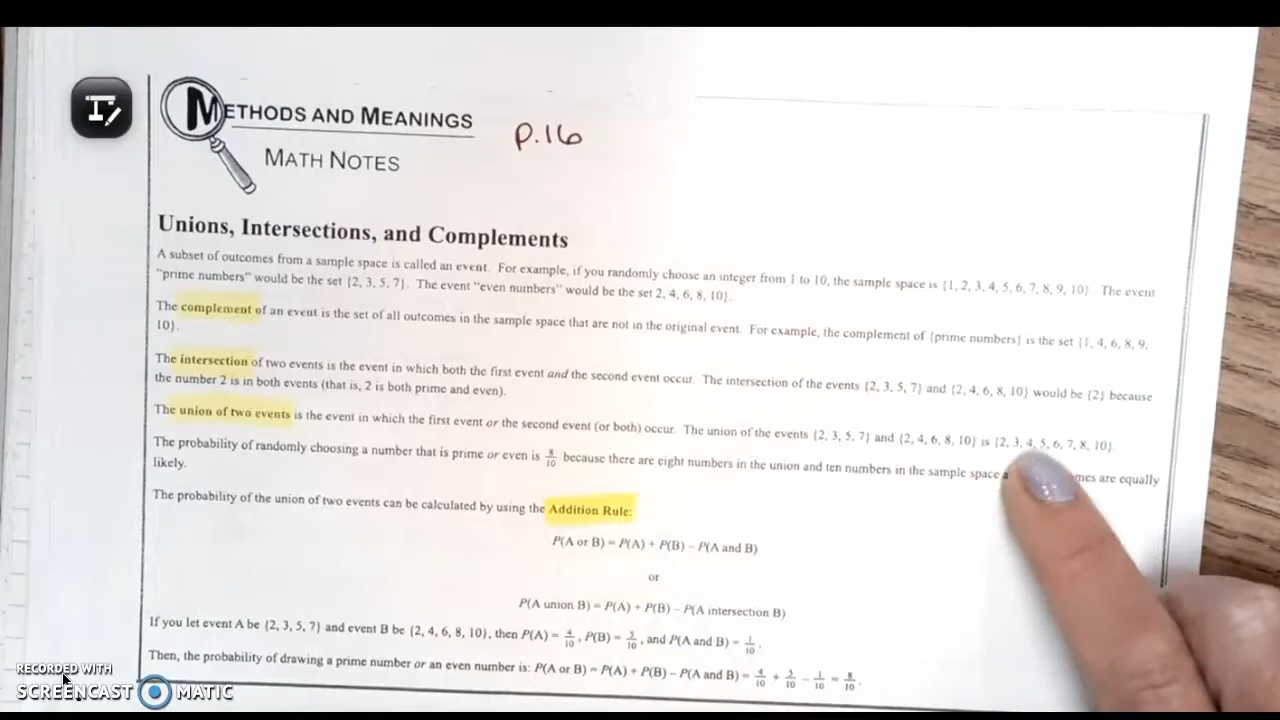 METHODS AND MEANINGS
p.16
MATH NOTES
Unions, Intersections, and Complements
A subset of outcomes from a sample space is called an event. For example, if you randomly choose an integer from 1 to 10, the sample space is {1, 2, 3, 4, 5, 6, 7, 8, 9, 10} The event
"prime numbers" would be the set {2, 3, 5, 7}. The event "even numbers" would be the set 2, 4, 6, 8, 10}.
The complement of an event is the set of all outcomes in the sample space that are not in the original event. For example, the complement of {prime numbers} is the set {1, 4, 6, 8, 9,
10}.
The intersection of two events is the event in which both the first event and the second event occur. The intersection of the events {2, 3, 5, 7} and {2, 4, 6, 8, 10} would be {2} because
the number 2 is in both events (that is, 2 is both prime and even).
The union of two events is the event in which the first event or the second event (or both) occur. The union of the events {2, 3, 5, 7} and {2, 4, 6, 8, 10} is {2, 3, 4, 5, 6, 7, 8, 10}
The probability of randomly choosing a number that is prime or even is 8/10 because there are eight numbers in the union and ten numbers in the sample space are equally
likely.
The probability of the union of two events can be calculated by using the Addition Rule:
P(A or B) = P(A) + P(B) – P(A and B)
or
P(A union B) = P(A) + P(B) – P(A intersection B)
If you let event A be {2, 3, 5, 7} and event B be {2, 4, 6, 8, 10}, then P(A) = 4/10, P(B) = 5/10, and P(A and B) = 1/10.
Then, the probability of drawing a prime number or an even number is: P(A or B) = P(A) + P(B) – P(A and B) = 4/10 + 5/10 – 1/10 = 8/10.
RECORDED WITH
SCREENCAST MATIC